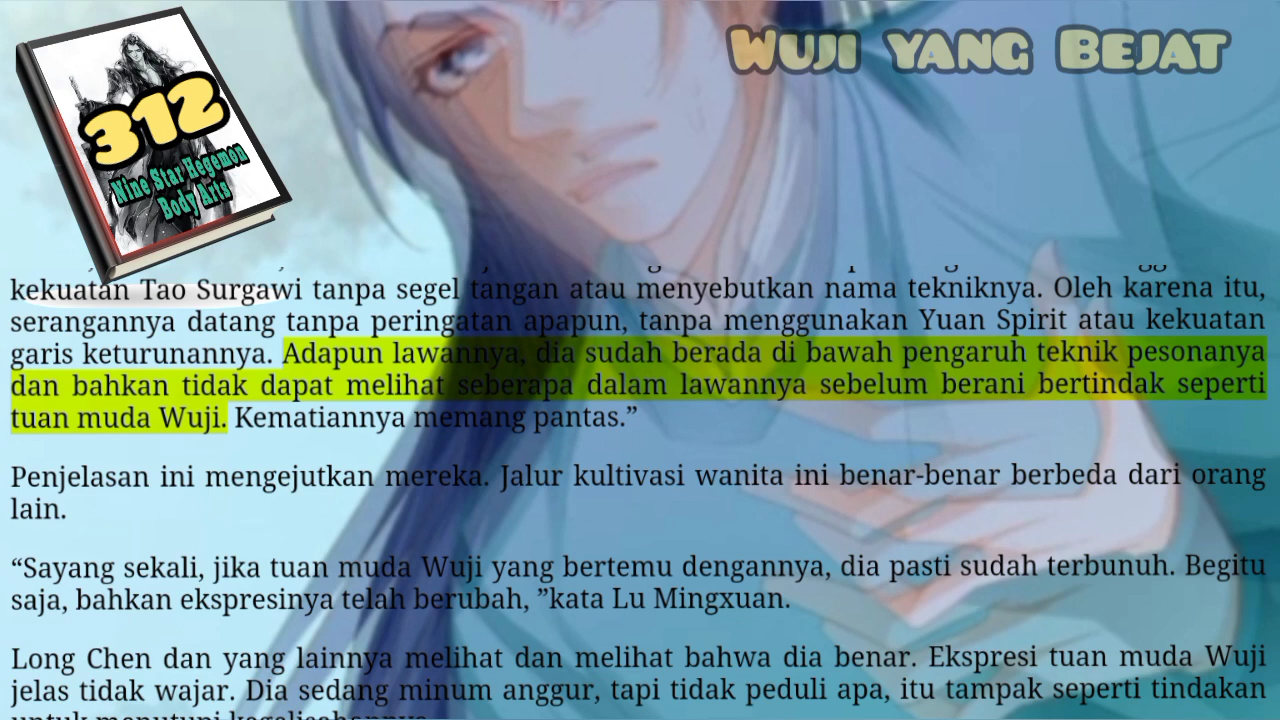 Wuji yang Bejat
312
Nine Star Hegemon
Body Arts
kekuatan Tao Surgawi tanpa segel tangan atau menyebutkan nama tekniknya. Oleh karena itu,
serangannya datang tanpa peringatan apapun, tanpa menggunakan Yuan Spirit atau kekuatan
garis keturunannya. Adapun lawannya, dia sudah berada di bawah pengaruh teknik pesonanya
dan bahkan tidak dapat melihat seberapa dalam lawannya sebelum berani bertindak seperti
tuan muda Wuji. Kematiannya memang pantas.”
Penjelasan ini mengejutkan mereka. Jalur kultivasi wanita ini benar-benar berbeda dari orang
lain.
“Sayang sekali, jika tuan muda Wuji yang bertemu dengannya, dia pasti sudah terbunuh. Begitu
saja, bahkan ekspresinya telah berubah, ”kata Lu Mingxuan.
Long Chen dan yang lainnya melihat dan melihat bahwa dia benar. Ekspresi tuan muda Wuji
jelas tidak wajar. Dia sedang minum anggur, tapi tidak peduli apa, itu tampak seperti tindakan